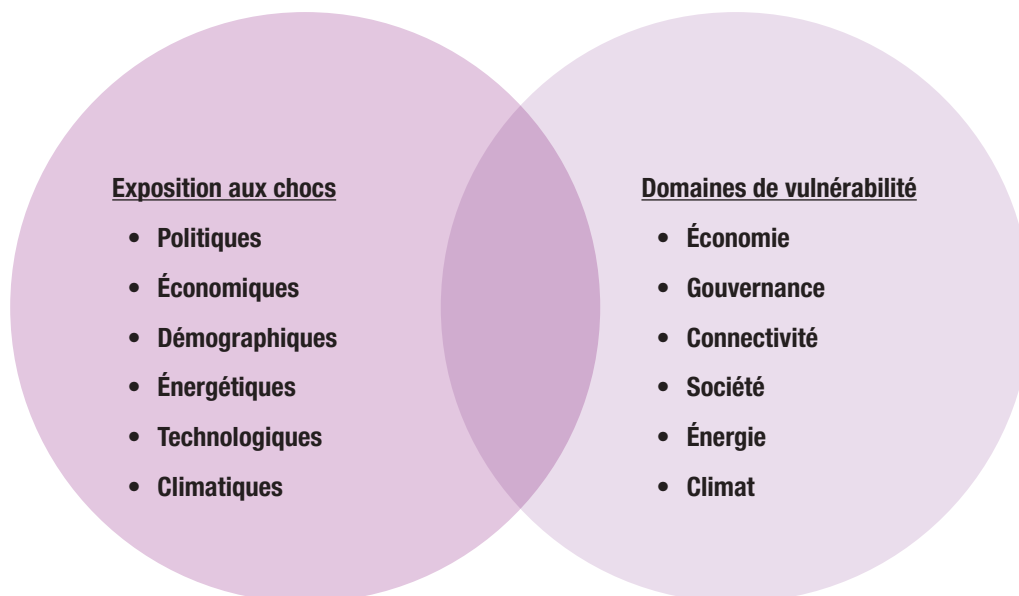 Exposition aux chocs
• Politiques
• Économiques
• Démographiques
• Énergétiques
• Technologiques
• Climatiques
Domaines de vulnérabilité
• Économie
• Gouvernance
• Connectivité
• Société
• Énergie
• Climat